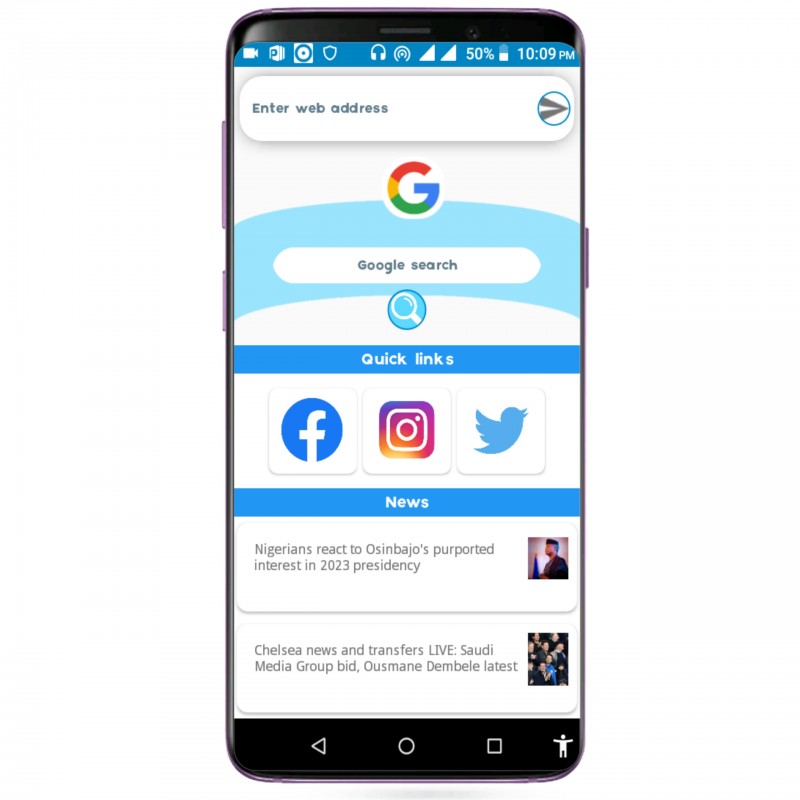 50% 10:09 PM
Enter web address
Google search
Quick links
News
Nigerians react to Osinbajo's purported
interest in 2023 presidency
Chelsea news and transfers LIVE: Saudi
Media Group bid, Ousmane Dembele latest